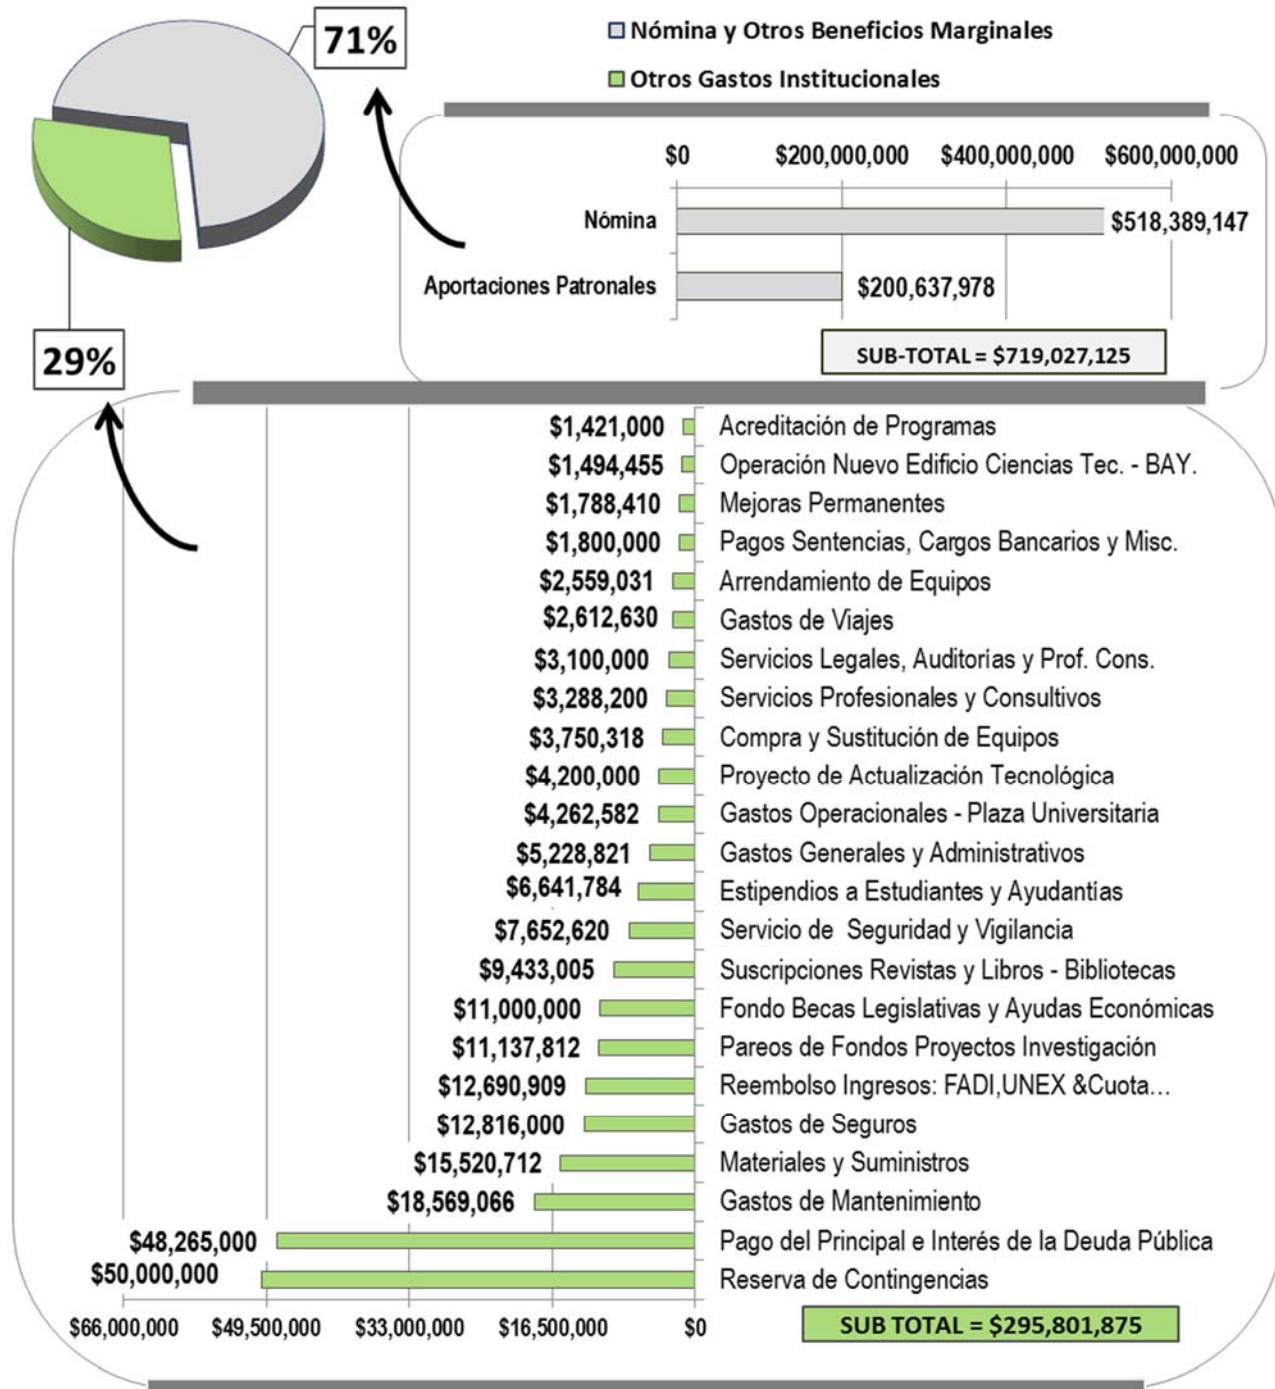 71%
Nómina y Otros Beneficios Marginales
Otros Gastos Institucionales
$0 $200,000,000 $400,000,000 $600,000,000
Nómina $518,389,147
Aportaciones Patronales $200,637,978
SUB-TOTAL = $719,027,125
29%
$1,421,000 Acreditación de Programas
$1,494,455 Operación Nuevo Edificio Ciencias Tec. - BAY.
$1,788,410 Mejoras Permanentes
$1,800,000 Pagos Sentencias, Cargos Bancarios y Misc.
$2,559,031 Arrendamiento de Equipos
$2,612,630 Gastos de Viajes
$3,100,000 Servicios Legales, Auditorías y Prof. Cons.
$3,288,200 Servicios Profesionales y Consultivos
$3,750,318 Compra y Sustitución de Equipos
$4,200,000 Proyecto de Actualización Tecnológica
$4,262,582 Gastos Operacionales - Plaza Universitaria
$5,228,821 Gastos Generales y Administrativos
$6,641,784 Estipendios a Estudiantes y Ayudantías
$7,652,620 Servicio de  Seguridad y Vigilancia
$9,433,005 Suscripciones Revistas y Libros - Bibliotecas
$11,000,000 Fondo Becas Legislativas y Ayudas Económicas
$11,137,812 Pareos de Fondos Proyectos Investigación
$12,690,909 Reembolso Ingresos: FADI,UNEX &Cuota…
$12,816,000 Gastos de Seguros
$15,520,712 Materiales y Suministros
$18,569,066 Gastos de Mantenimiento
$48,265,000 Pago del Principal e Interés de la Deuda Pública
$50,000,000 Reserva de Contingencias
$66,000,000 $49,500,000 $33,000,000 $16,500,000 $0
SUB TOTAL = $295,801,875